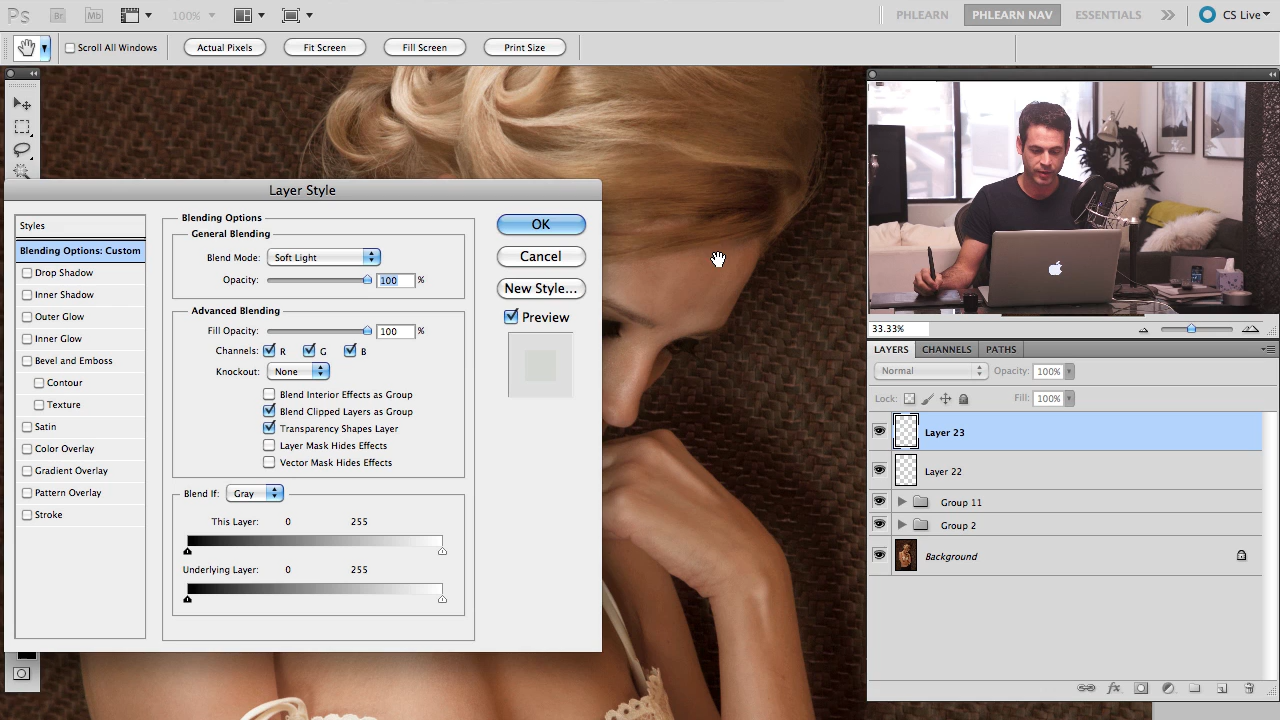 Ps Br Mb 100% PHLEARN PHLEARN NAV ESSENTIALS CS Live
Scroll All Windows Actual Pixels Fit Screen Fill Screen Print Size
Layer Style
Styles
Blending Options: Custom
Drop Shadow
Inner Shadow
Outer Glow
Inner Glow
Bevel and Emboss
Contour
Texture
Satin
Color Overlay
Gradient Overlay
Pattern Overlay
Stroke
Blending Options
General Blending
Blend Mode: Soft Light
Opacity: 100 %
Advanced Blending
Fill Opacity: 100 %
Channels: R G B
Knockout: None
Blend Interior Effects as Group
Blend Clipped Layers as Group
Transparency Shapes Layer
Layer Mask Hides Effects
Vector Mask Hides Effects
Blend If: Gray
This Layer: 0 255
Underlying Layer: 0 255
OK
Cancel
New Style...
Preview
33.33%
LAYERS CHANNELS PATHS
Normal Opacity: 100%
Lock: Fill: 100%
Layer 23
Layer 22
Group 11
Group 2
Background
fx